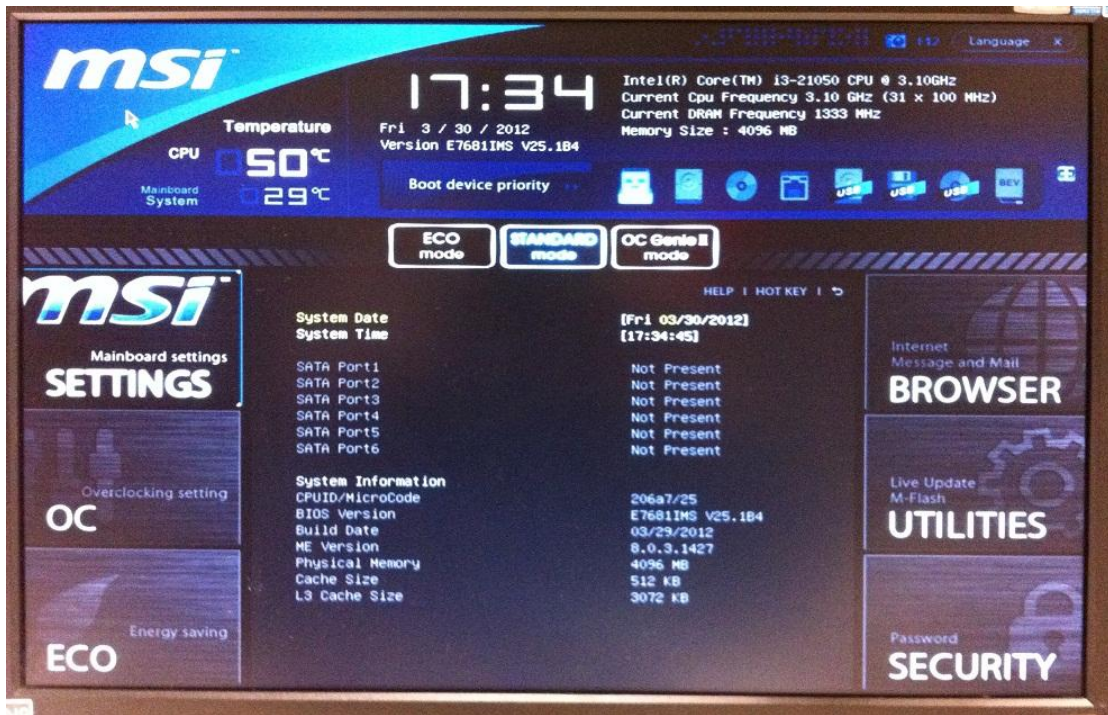 msi
F12 Language X
17:34
Intel(R) Core(TM) i3-21050 CPU @ 3.10GHz
Current Cpu Frequency 3.10 GHz (31 x 100 MHz)
Current DRAM Frequency 1333 MHz
Memory Size : 4096 MB
Fri 3 / 30 / 2012
Version E7681IMS V25.1B4
Temperature
CPU 50°C
Mainboard
System 29°C
Boot device priority
USB USB USB BEV
ECO
mode
STANDARD
mode
OC Genie II
mode
HELP | HOT KEY |
msi
Mainboard settings
SETTINGS
Overclocking setting
OC
Energy saving
ECO
System Date [Fri 03/30/2012]
System Time [17:34:45]
SATA Port1 Not Present
SATA Port2 Not Present
SATA Port3 Not Present
SATA Port4 Not Present
SATA Port5 Not Present
SATA Port6 Not Present
System Information
CPUID/MicroCode 206a7/25
BIOS Version E7681IMS V25.1B4
Build Date 03/29/2012
ME Version 8.0.3.1427
Physical Memory 4096 MB
Cache Size 512 KB
L3 Cache Size 3072 KB
Internet
Message and Mail
BROWSER
Live Update
M-Flash
UTILITIES
Password
SECURITY